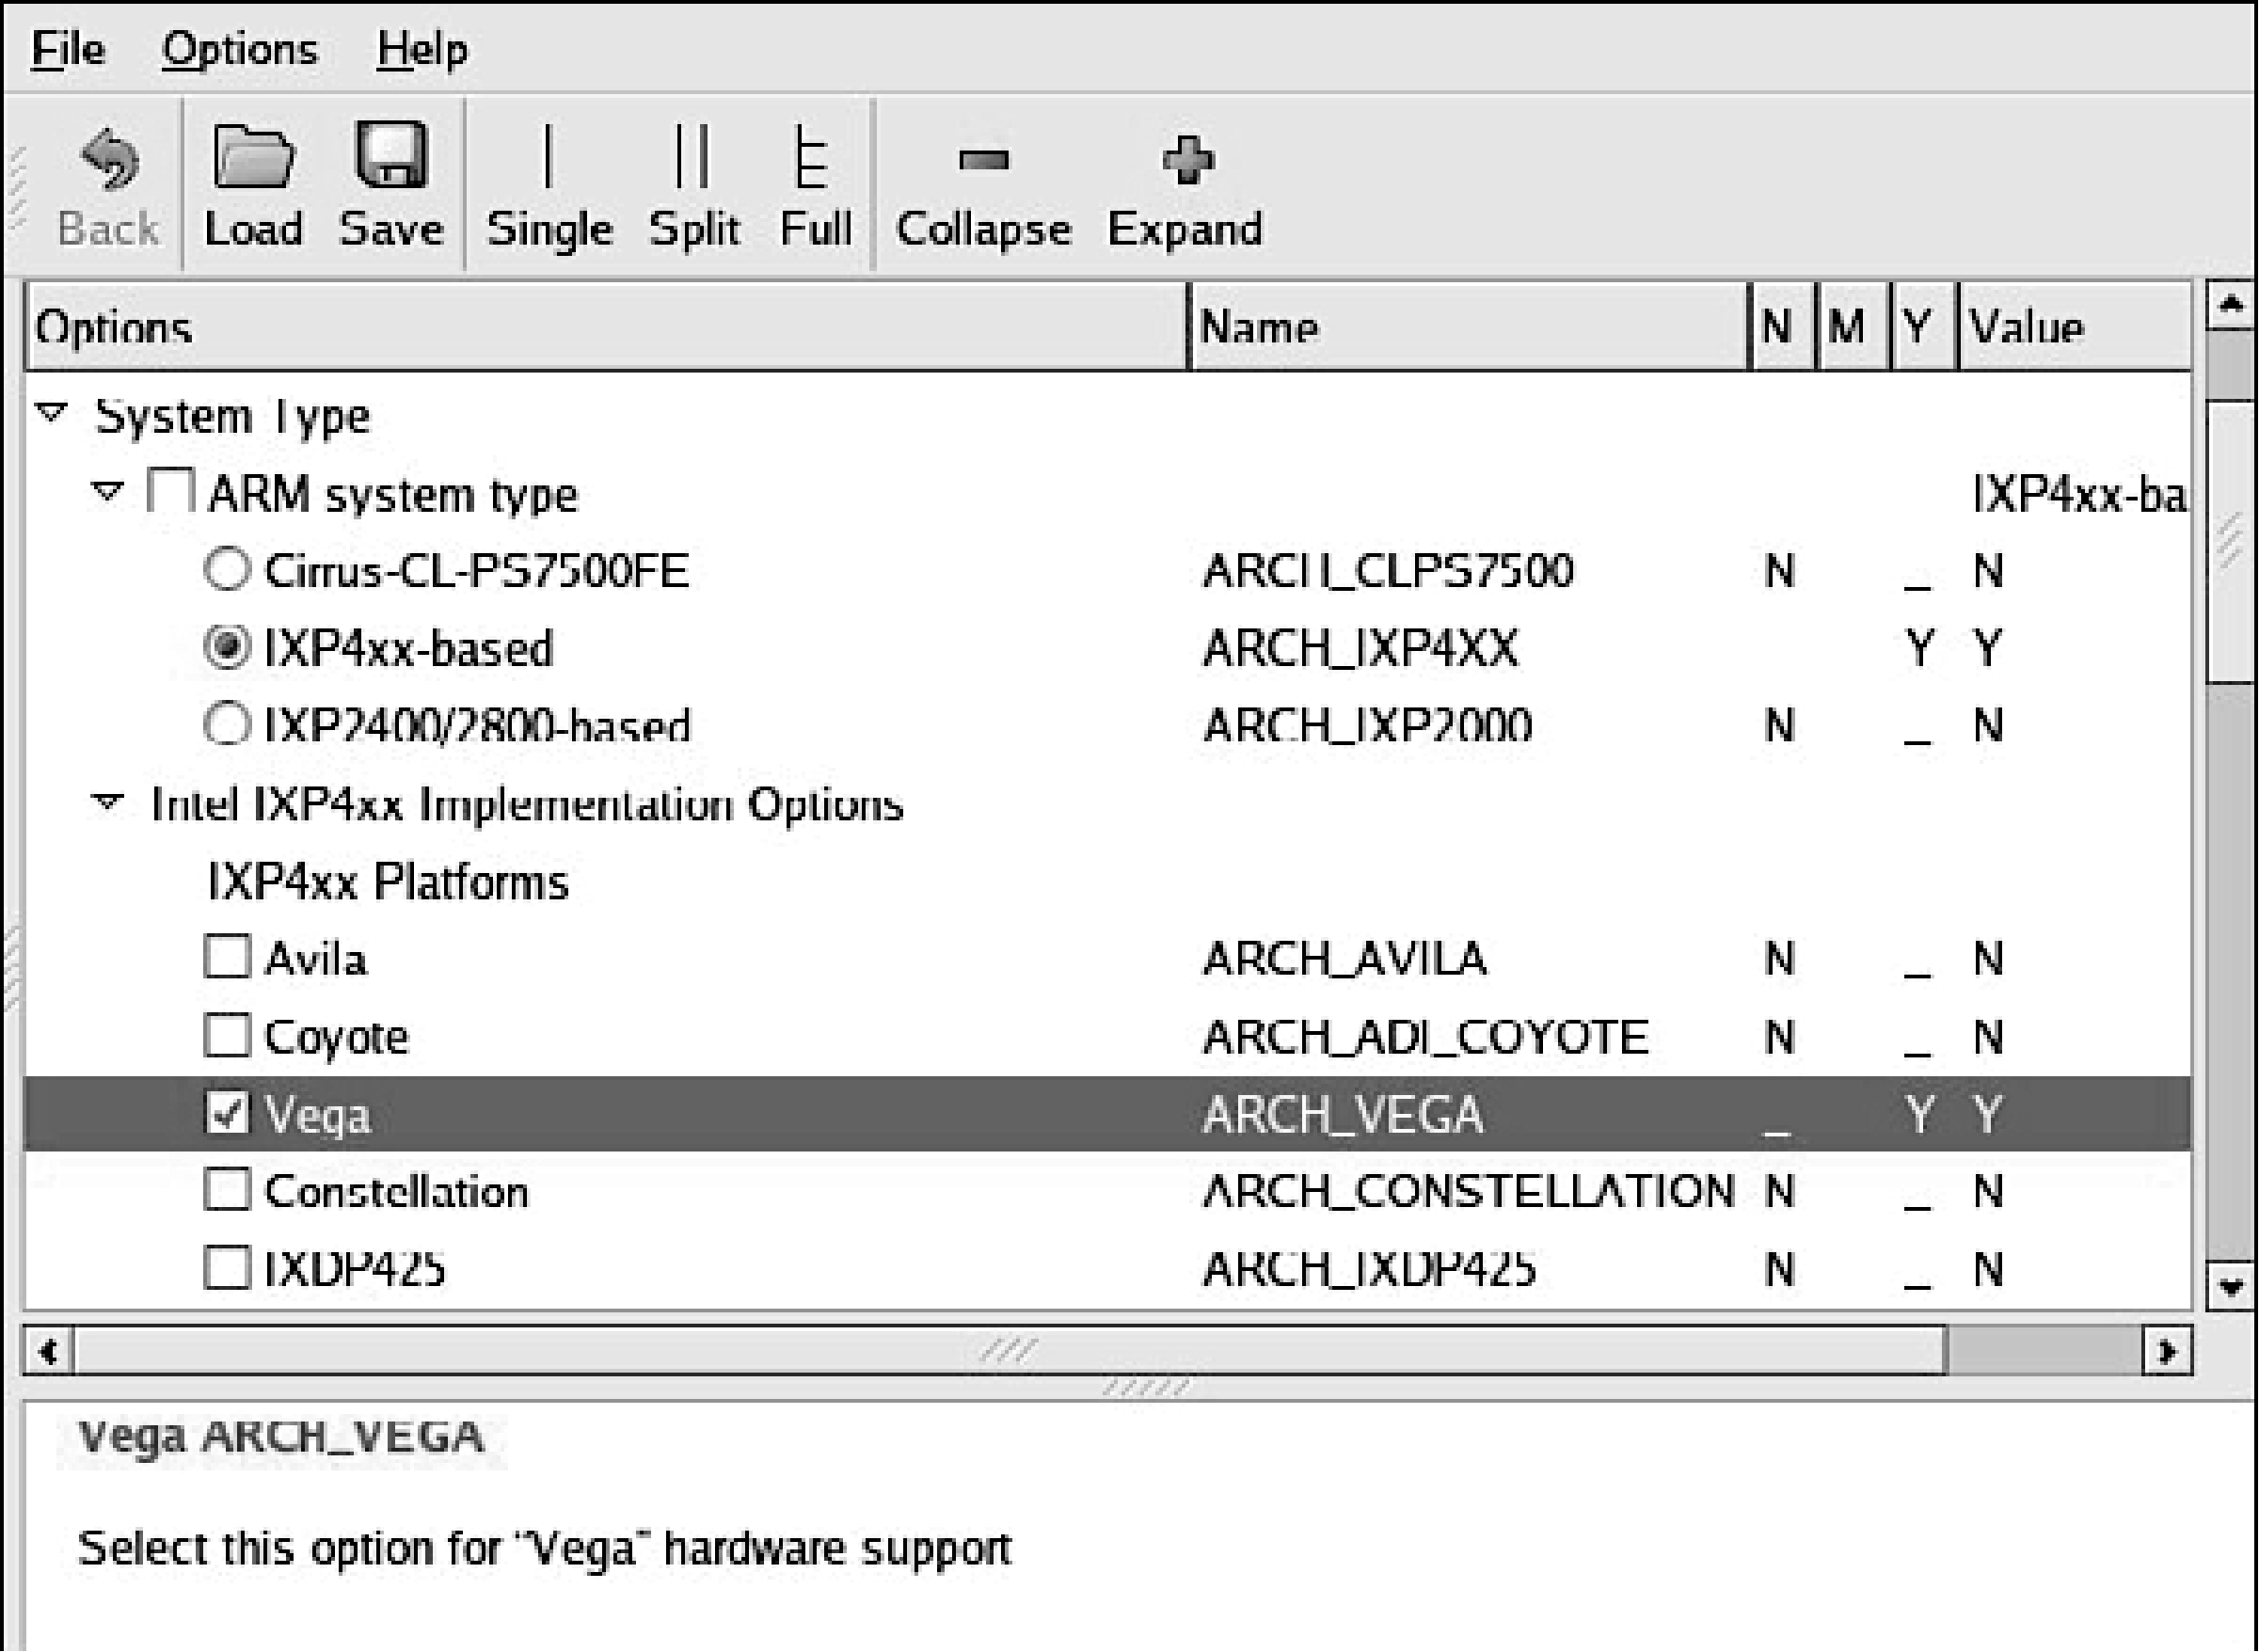 File Options Help
Back Load Save Single Split Full Collapse Expand
Options Name N M Y Value
System Type
ARM system type IXP4xx-ba
Cirrus-CL-PS7500FE ARCH_CLPS7500 N _ N
IXP4xx-based ARCH_IXP4XX Y Y
IXP2400/2800-based ARCH_IXP2000 N _ N
Intel IXP4xx Implementation Options
IXP4xx Platforms
Avila ARCH_AVILA N _ N
Coyote ARCH_ADI_COYOTE N _ N
Vega ARCH_VEGA _ Y Y
Constellation ARCH_CONSTELLATION N _ N
IXDP425 ARCH_IXDP425 N _ N
Vega ARCH_VEGA
Select this option for "Vega" hardware support